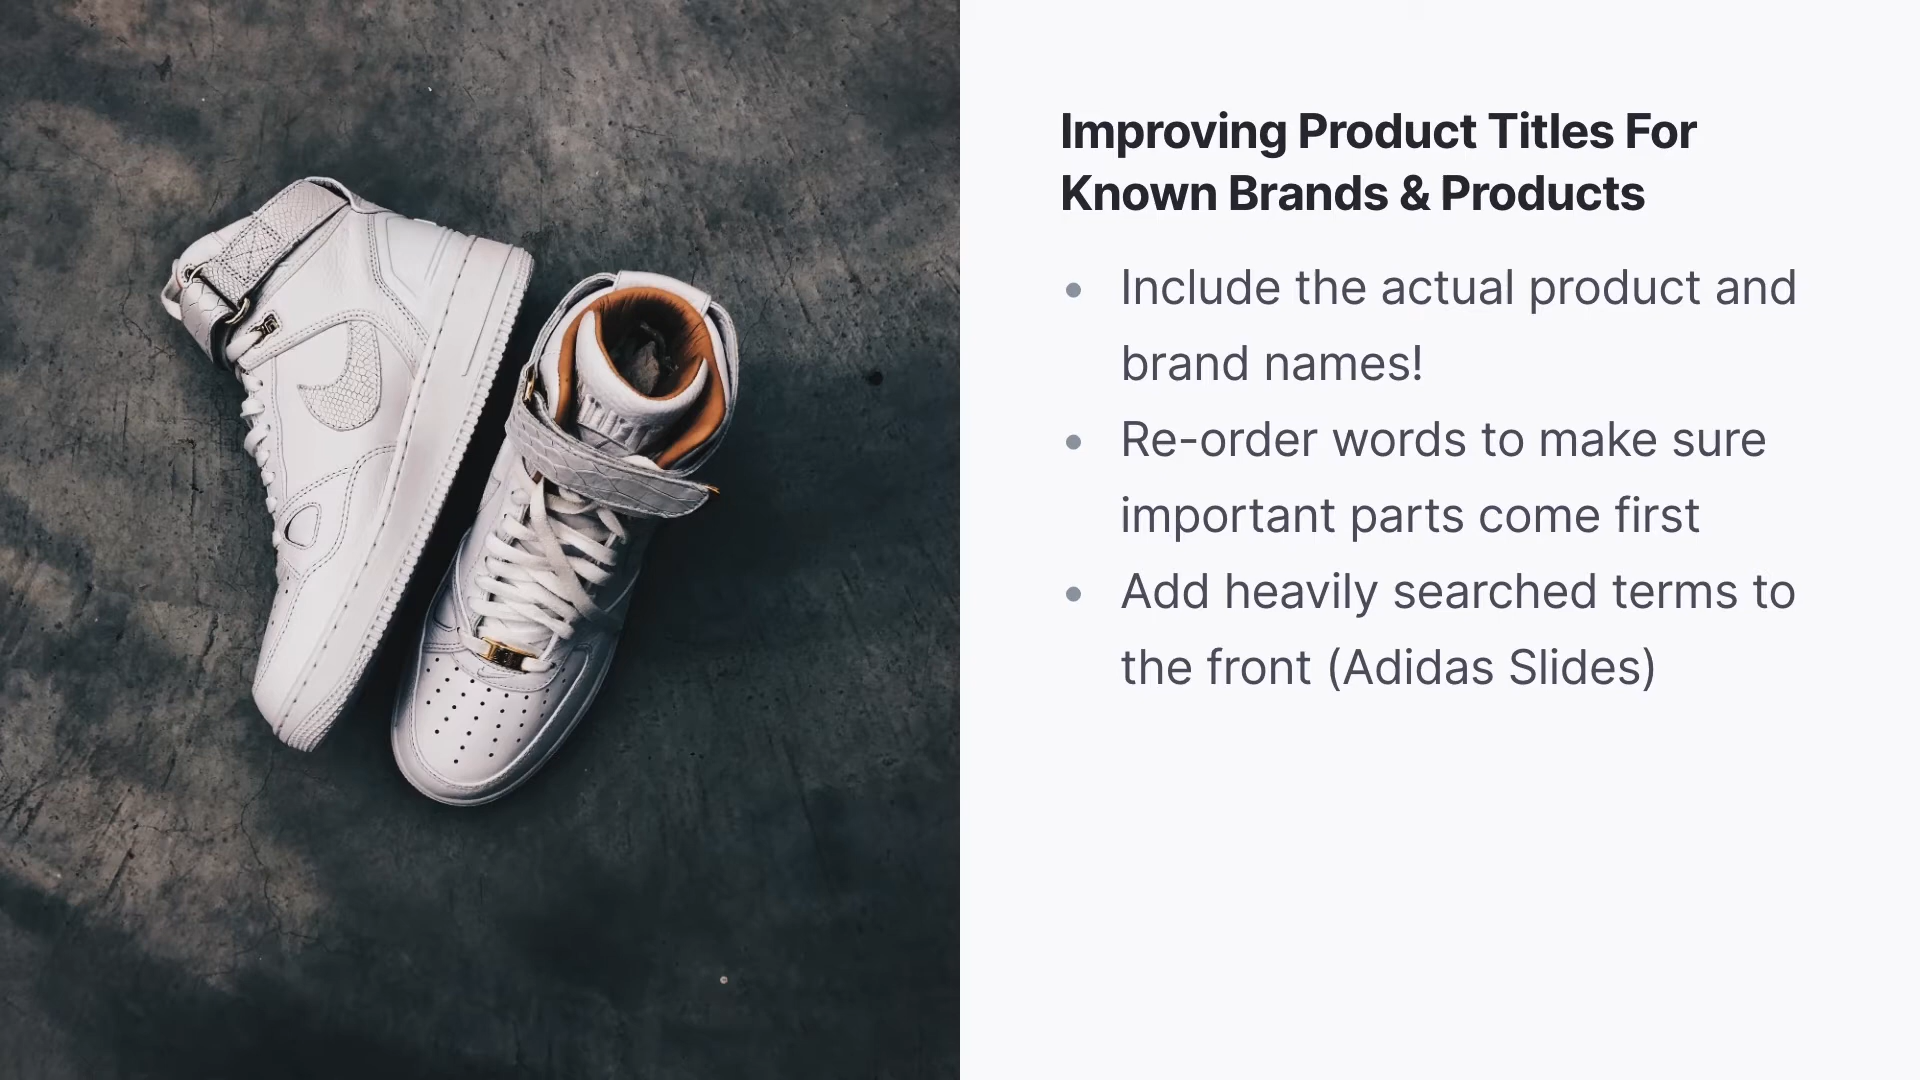 Improving Product Titles For
Known Brands & Products
• Include the actual product and
brand names!
• Re-order words to make sure
important parts come first
• Add heavily searched terms to
the front (Adidas Slides)